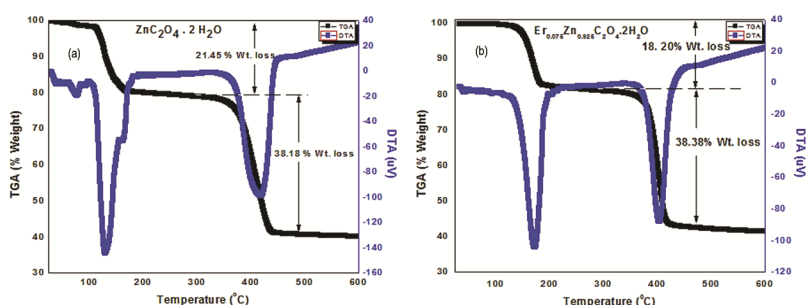 100
90
80
70
60
50
40
30
TGA (% Weight)
(a)
ZnC₂O₄ . 2 H₂O
21.45 % Wt. loss
38.18 % Wt. loss
TGA
DTA
40
20
0
-20
-40
-60
-80
-100
-120
-140
-160
DTA (uV)
100 200 300 400 500 600
Temperature (°C)
100
90
80
70
60
50
40
30
TGA (% Weight)
(b)
Er₀.₀₇₅Zn₀.₉₂₅C₂O₄.2H₂O
18. 20% Wt. loss
38.38% Wt. loss
TGA
DTA
40
20
0
-20
-40
-60
-80
-100
-120
DTA (uV)
100 200 300 400 500 600
Temperature (°C)